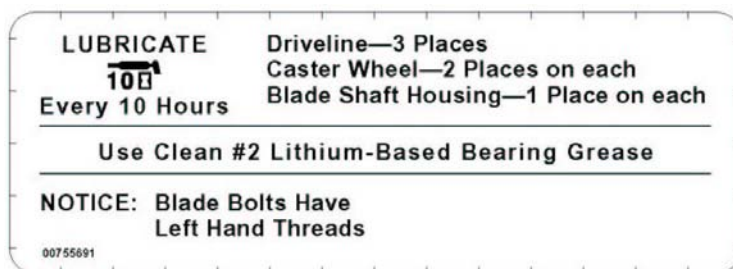 LUBRICATE
10
Every 10 Hours
Driveline—3 Places
Caster Wheel—2 Places on each
Blade Shaft Housing—1 Place on each
Use Clean #2 Lithium-Based Bearing Grease
NOTICE: Blade Bolts Have
Left Hand Threads
00755691